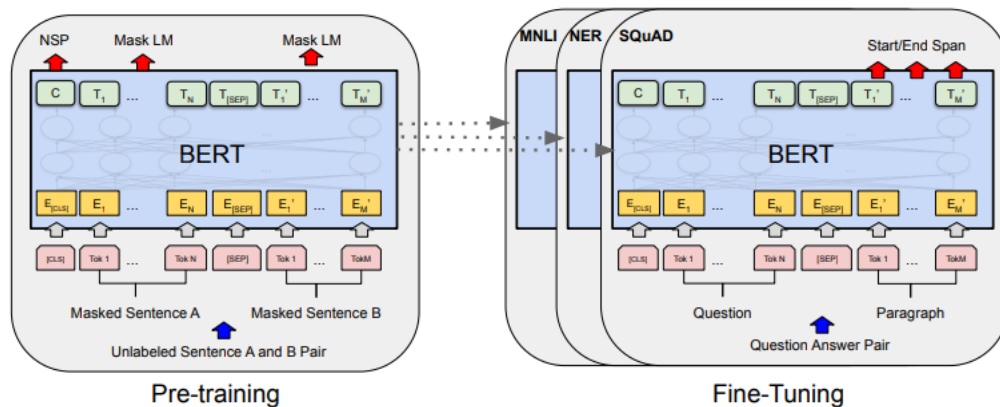 NSP Mask LM Mask LM
C T1 ... TN T[SEP] T1' ... TM'
...
BERT
...
E[CLS] E1 ... EN E[SEP] E1' ... EM'
[CLS] Tok 1 ... Tok N [SEP] Tok 1 ... TokM
Masked Sentence A Masked Sentence B
Unlabeled Sentence A and B Pair
Pre-training
MNLI NER SQuAD
Start/End Span
C T1 ... TN T[SEP] T1' ... TM'
...
BERT
...
E[CLS] E1 ... EN E[SEP] E1' ... EM'
[CLS] Tok 1 ... Tok N [SEP] Tok 1 ... TokM
Question Paragraph
Question Answer Pair
Fine-Tuning